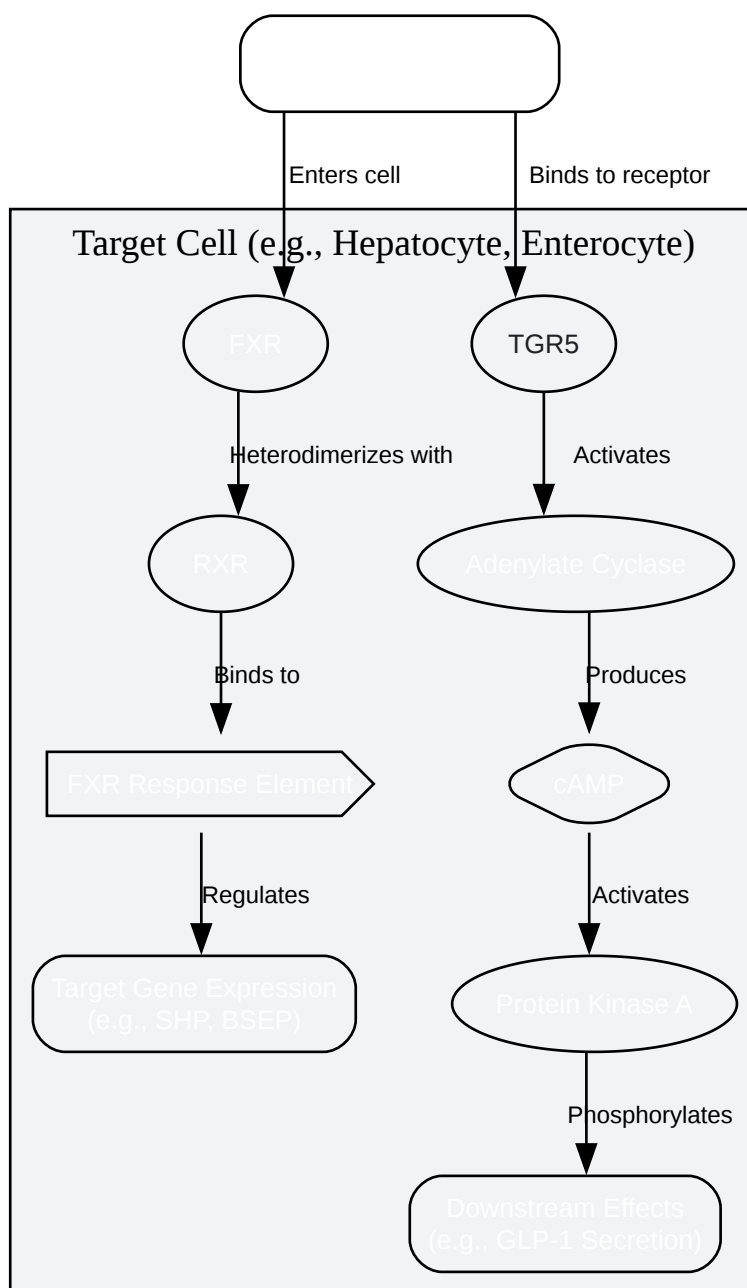 Enters cell
Binds to receptor
Target Cell (e.g., Hepatocyte, Enterocyte)
FXR
TGR5
Heterodimerizes with
Activates
RXR
Adenylate Cyclase
Binds to
Produces
FXR Response Element
cAMP
Regulates
Activates
Target Gene Expression
(e.g., SHP, BSEP)
Protein Kinase A
Phosphorylates
Downstream Effects
(e.g., GLP-1 Secretion)